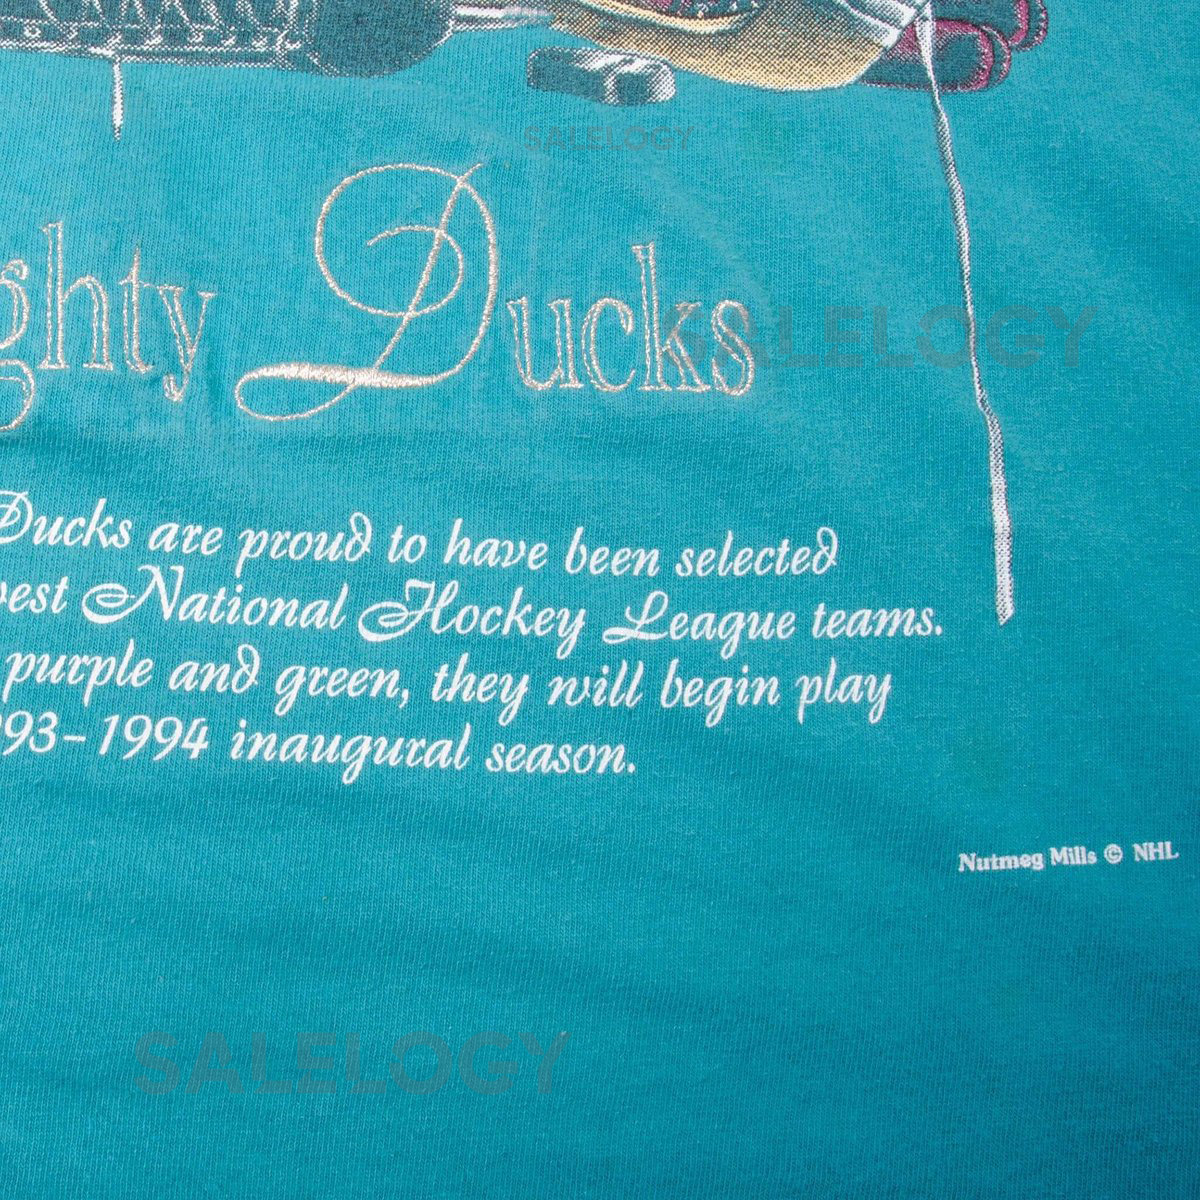 SALELOGY
ghty Ducks
SALELOGY
Ducks are proud to have been selected
west National Hockey League teams.
purple and green, they will begin play
93-1994 inaugural season.
Nutmeg Mills © NHL
SALELOGY